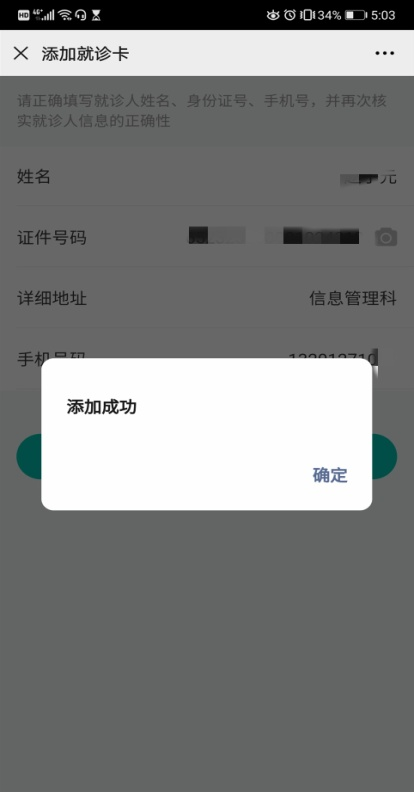 HD 4G 34% 5:03
添加就诊卡
请正确填写就诊人姓名、身份证号、手机号，并再次核
实就诊人信息的正确性
姓名
证件号码
详细地址 信息管理科
手机号码
添加成功
确定